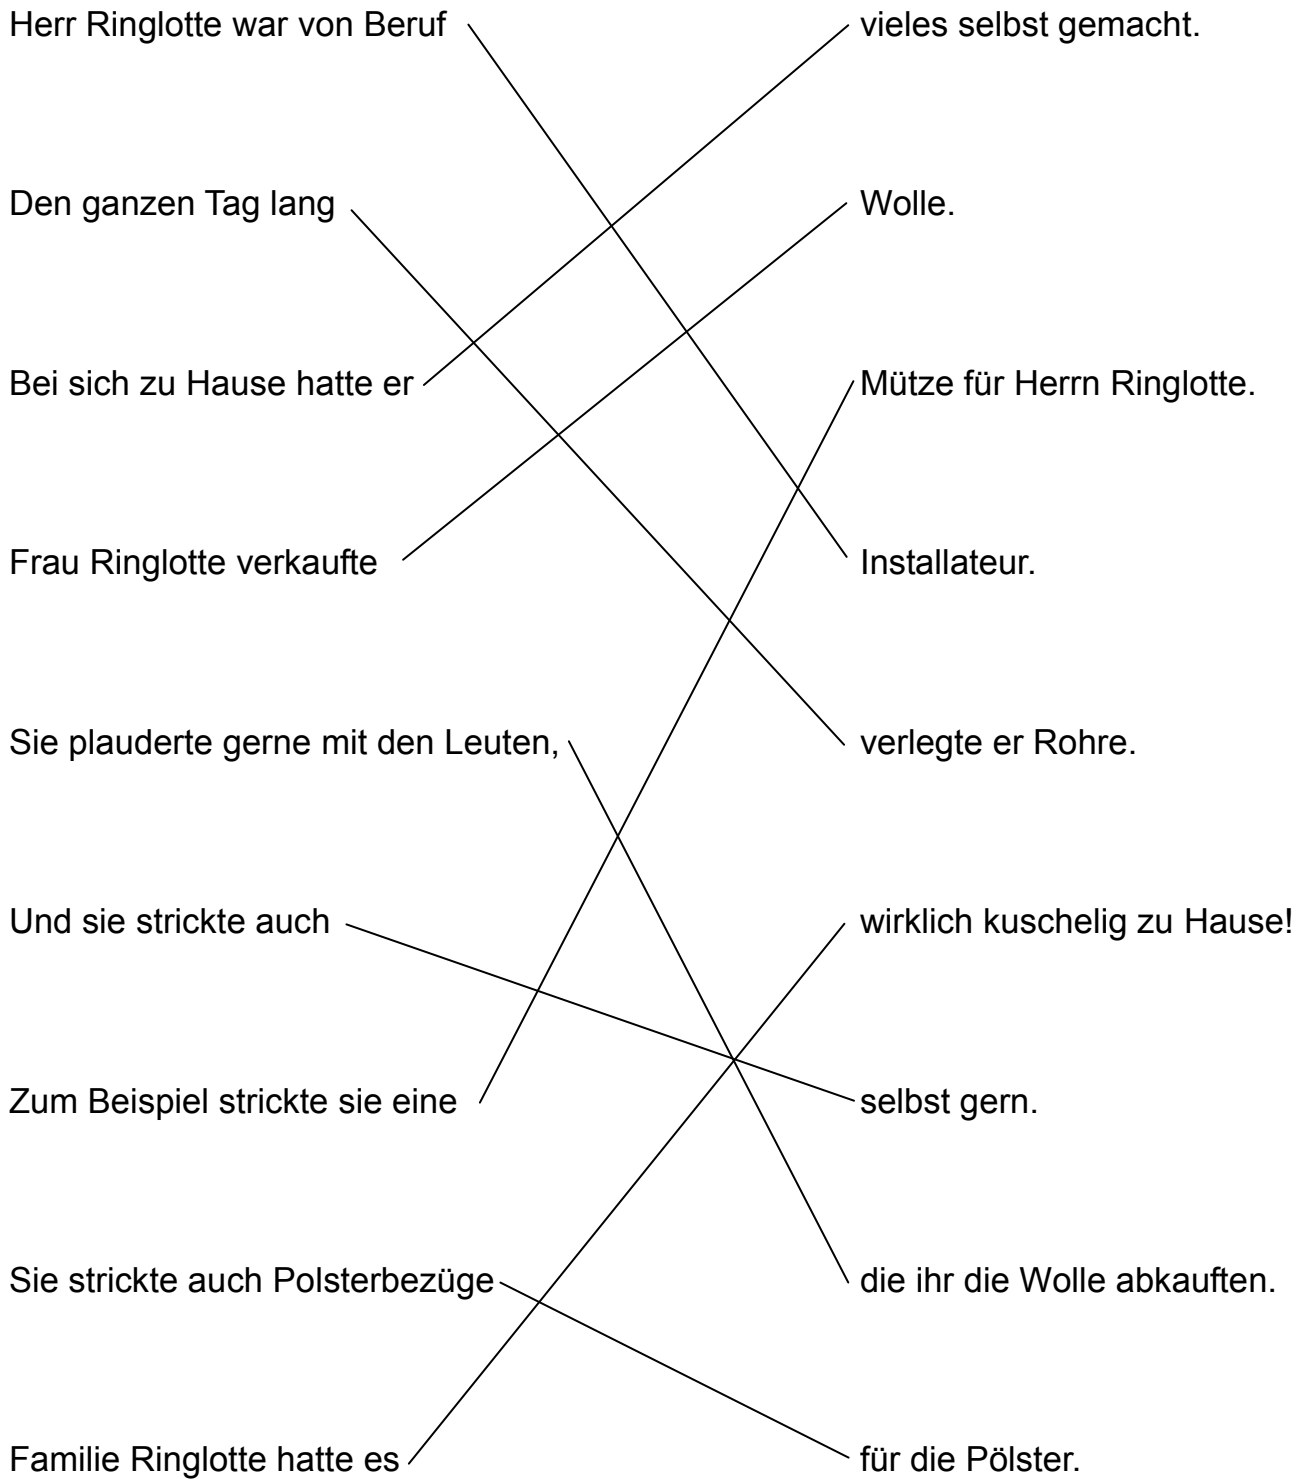 Herr Ringlotte war von Beruf vieles selbst gemacht.
Den ganzen Tag lang Wolle.
Bei sich zu Hause hatte er Mütze für Herrn Ringlotte.
Frau Ringlotte verkaufte Installateur.
Sie plauderte gerne mit den Leuten, verlegte er Rohre.
Und sie strickte auch wirklich kuschelig zu Hause!
Zum Beispiel strickte sie eine selbst gern.
Sie strickte auch Polsterbezüge die ihr die Wolle abkauften.
Familie Ringlotte hatte es für die Pölster.